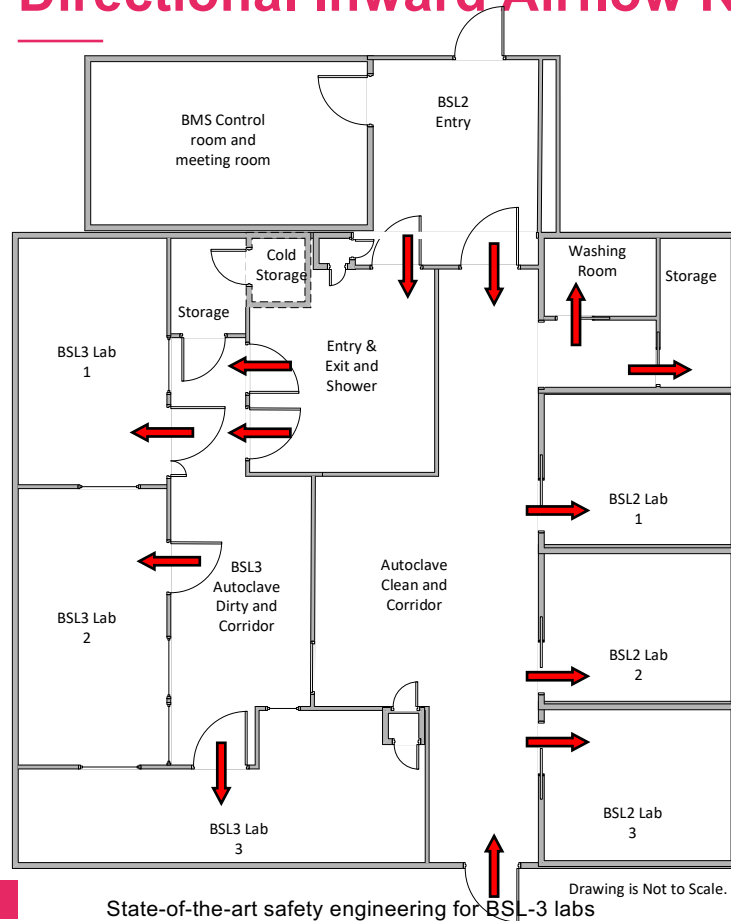 Directional Inward Airflow
BSL2
Entry
BMS Control
room and
meeting room
Cold
Storage
Washing
Room
Storage
Storage
BSL3 Lab
1
Entry &
Exit and
Shower
BSL2 Lab
1
BSL3
Autoclave
Dirty and
Corridor
Autoclave
Clean and
Corridor
BSL3 Lab
2
BSL2 Lab
2
BSL3 Lab
3
BSL2 Lab
3
Drawing is Not to Scale.
State-of-the-art safety engineering for BSL-3 labs